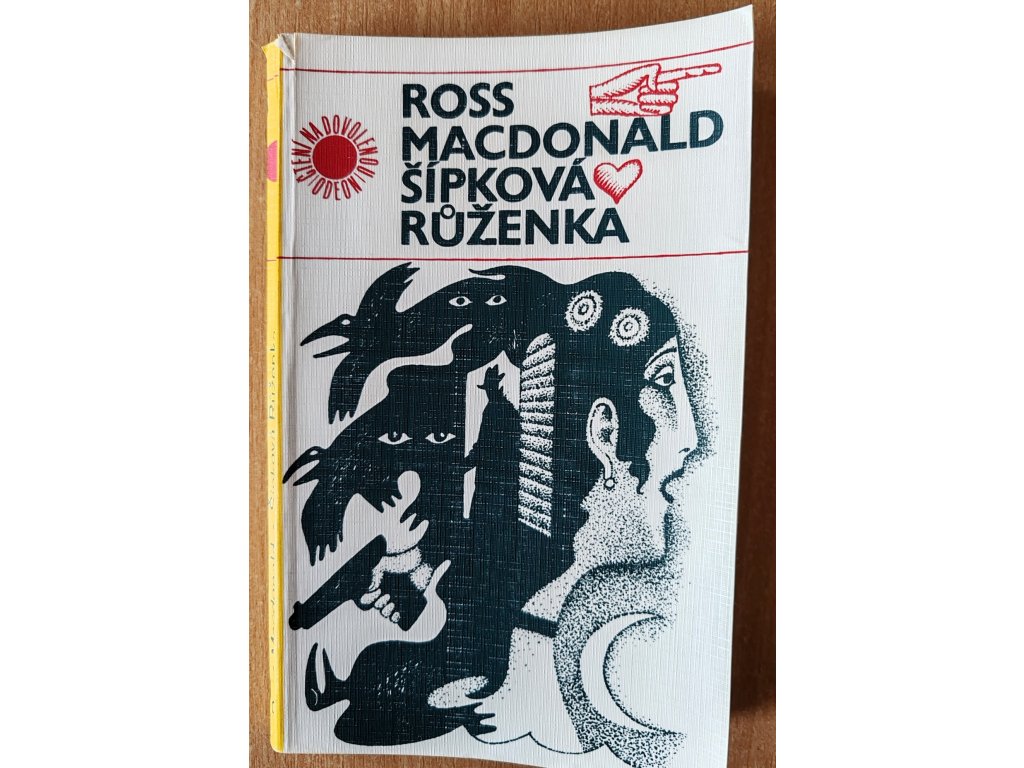 ROSS
MACDONALD
ŠÍPKOVÁ
RŮŽENKA
ČTENÍ NA DOVOLENOU
ODEON